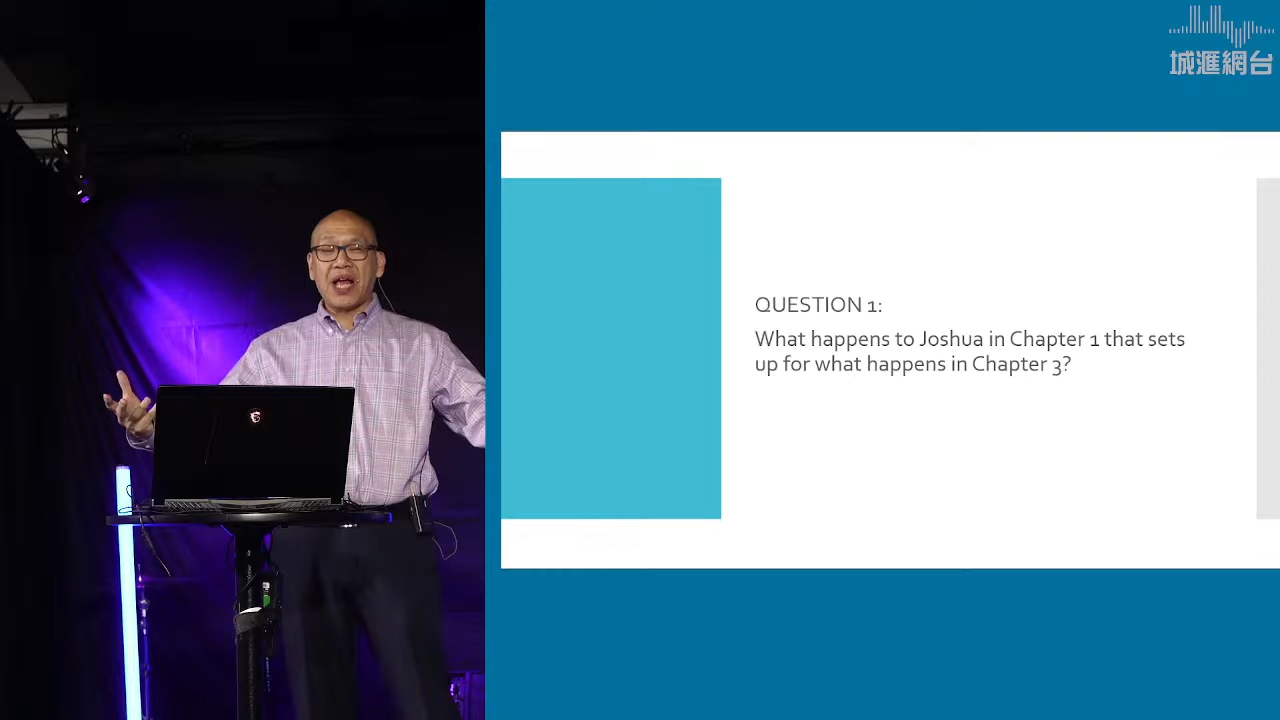 城滙網台
QUESTION 1:
What happens to Joshua in Chapter 1 that sets
up for what happens in Chapter 3?